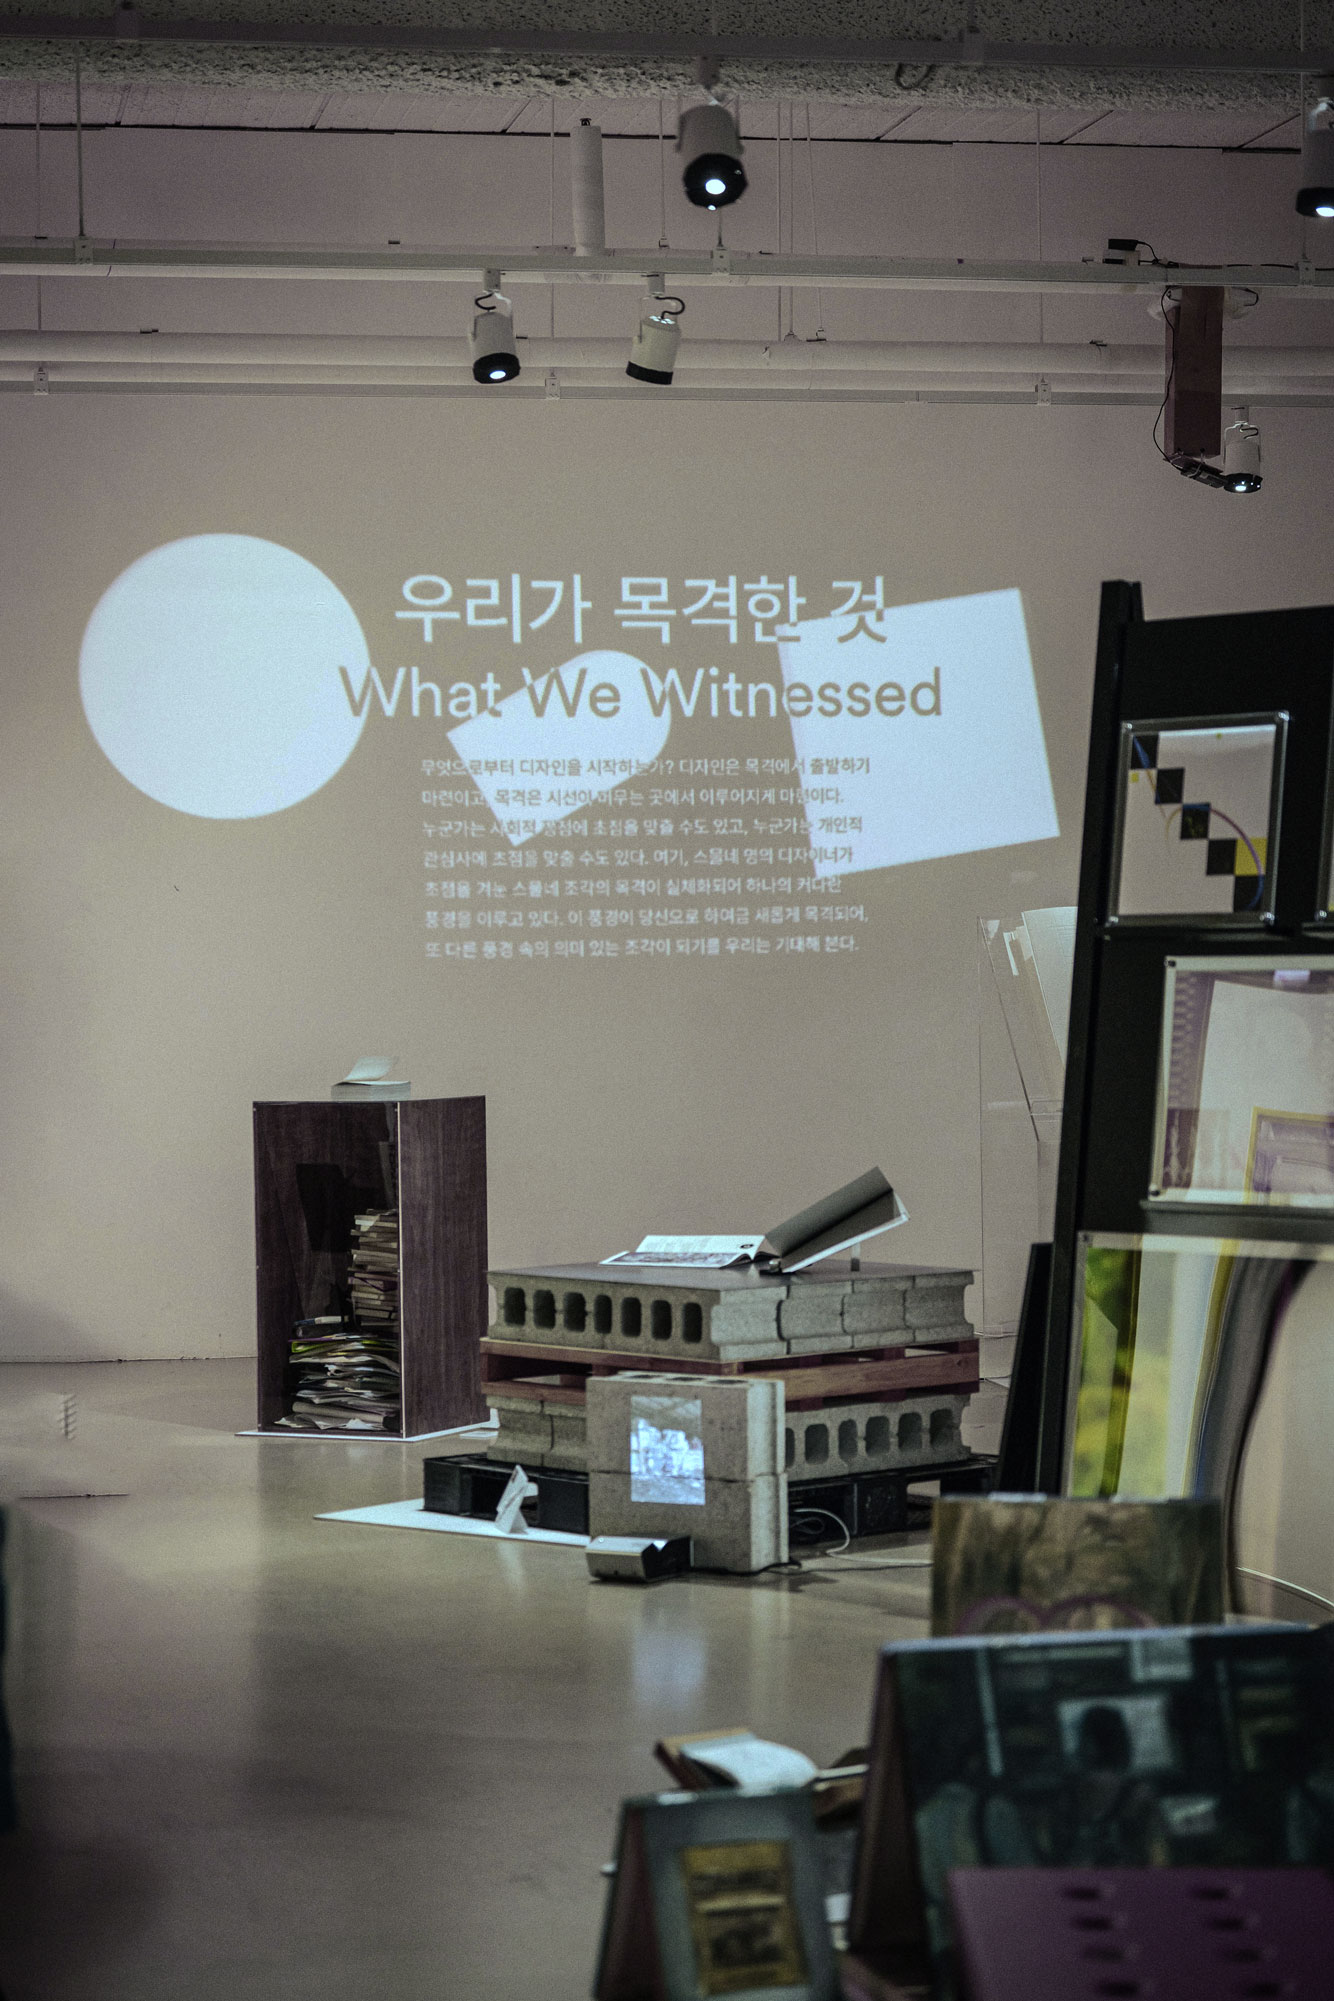 우리가 목격한 것
What We Witnessed
무엇으로부터 디자인을 시작하는가? 디자인은 목격에서 출발하기
마련이고, 목격은 시선이 머무는 곳에서 이루어지게 마련이다.
누군가는 사회적 쟁점에 초점을 맞출 수도 있고, 누군가는 개인적
관심사에 초점을 맞출 수도 있다. 여기, 스물네 명의 디자이너가
초점을 겨눈 스물네 조각의 목격이 실체화되어 하나의 커다란
풍경을 이루고 있다. 이 풍경이 당신으로 하여금 새롭게 목격되어,
또 다른 풍경 속의 의미 있는 조각이 되기를 우리는 기대해 본다.